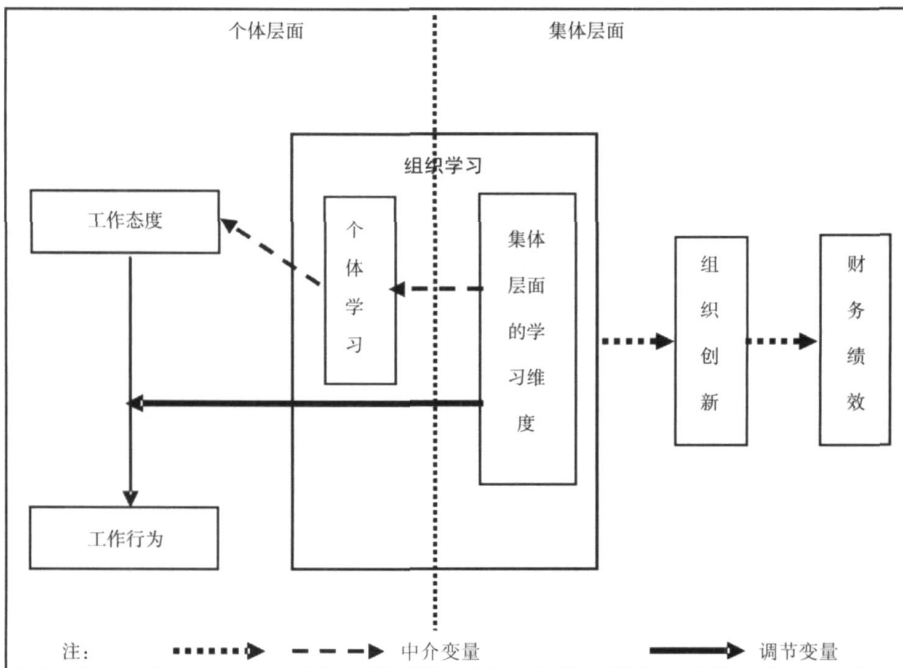 个体层面
集体层面
组织学习
工作态度
个
体
学
习
集体
层面
的学
习维
度
组
织
创
新
财
务
绩
效
工作行为
注:
中介变量
调节变量